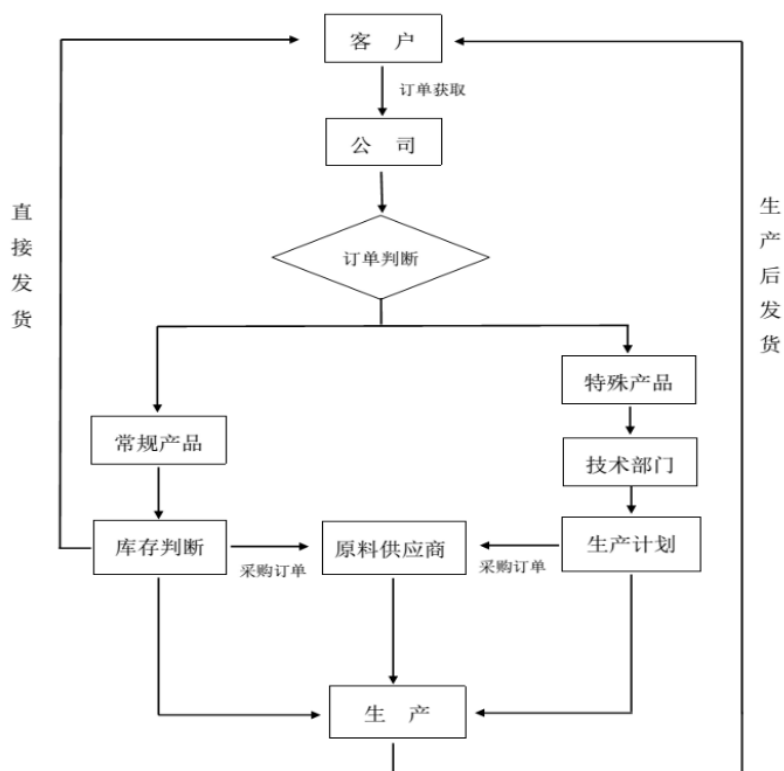 客 户
订单获取
公 司
订单判断
直接发货
生产后发货
特殊产品
常规产品
技术部门
库存判断
采购订单
原料供应商
采购订单
生产计划
生 产